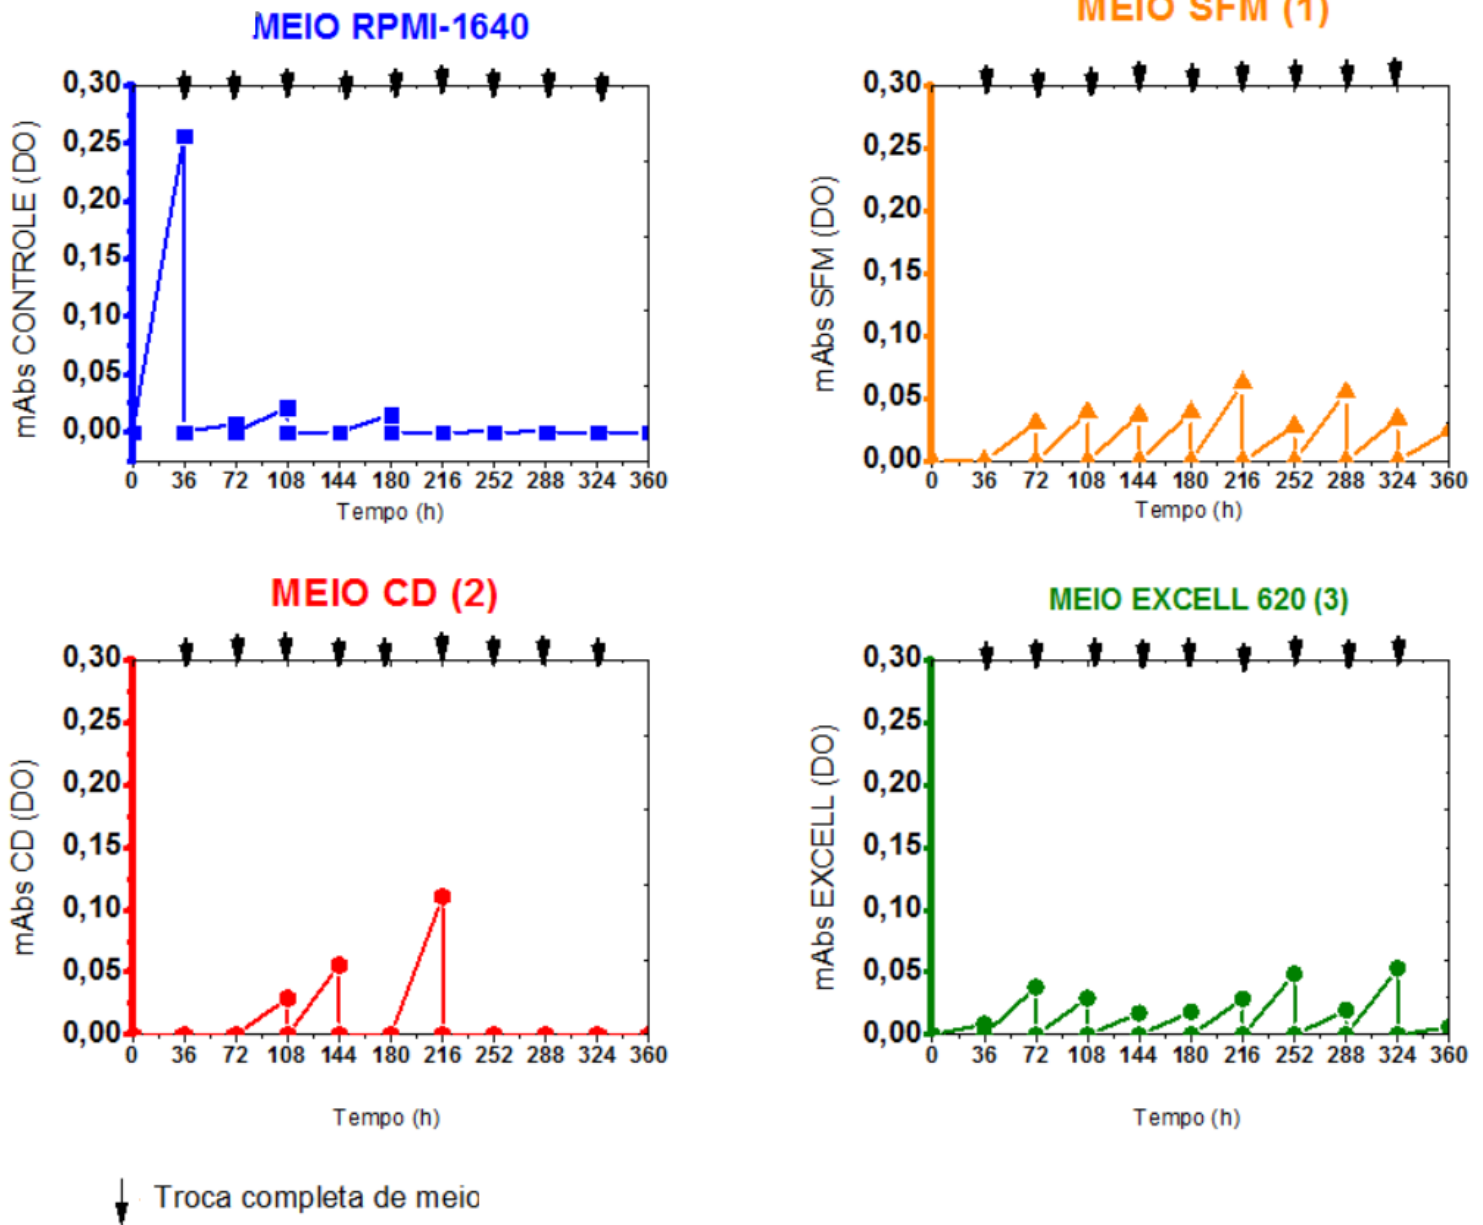 MEIO RPMI-1640
mAbs CONTROLE (DO)
0,30
0,25
0,20
0,15
0,10
0,05
0,00
0 36 72 108 144 180 216 252 288 324 360
Tempo (h)
MEIO SFM (1)
mAbs SFM (DO)
0,30
0,25
0,20
0,15
0,10
0,05
0,00
0 36 72 108 144 180 216 252 288 324 360
Tempo (h)
MEIO CD (2)
mAbs CD (DO)
0,30
0,25
0,20
0,15
0,10
0,05
0,00
0 36 72 108 144 180 216 252 288 324 360
Tempo (h)
MEIO EXCELL 620 (3)
mAbs EXCELL (DO)
0,30
0,25
0,20
0,15
0,10
0,05
0,00
0 36 72 108 144 180 216 252 288 324 360
Tempo (h)
Troca completa de meio